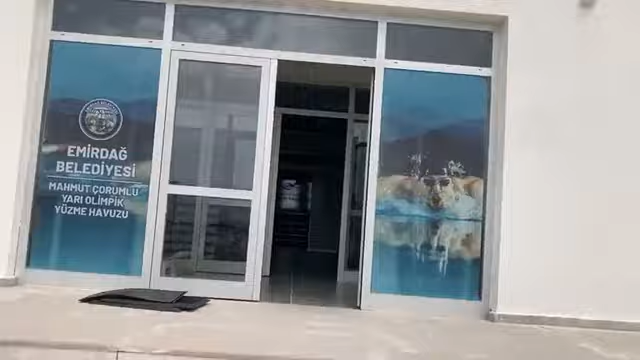 EMİRDAĞ
BELEDİYESİ
MAHMUT ÇORUMLU
YARI OLİMPİK
YÜZME HAVUZU